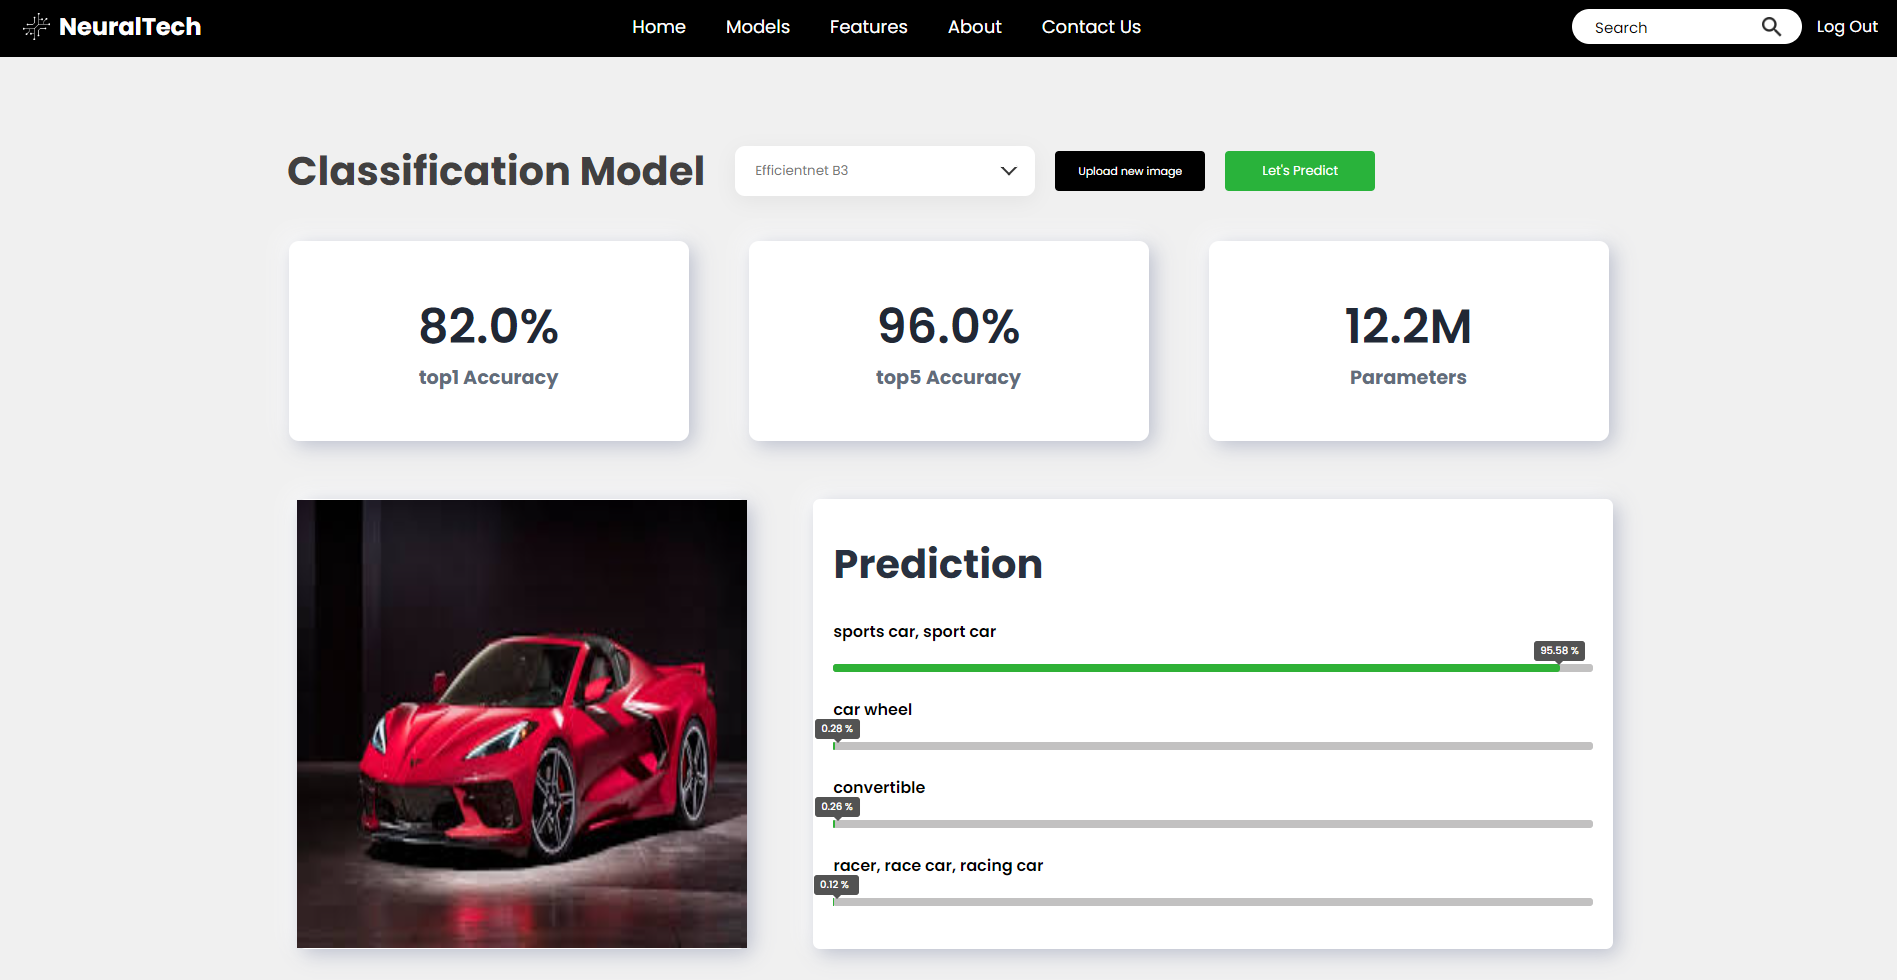 NeuralTech
Home Models Features About Contact Us
Search
Log Out
Classification Model
Efficientnet B3
Upload new image
Let's Predict
82.0%
top1 Accuracy
96.0%
top5 Accuracy
12.2M
Parameters
Prediction
sports car, sport car
95.58 %
car wheel
0.28 %
convertible
0.26 %
racer, race car, racing car
0.12 %